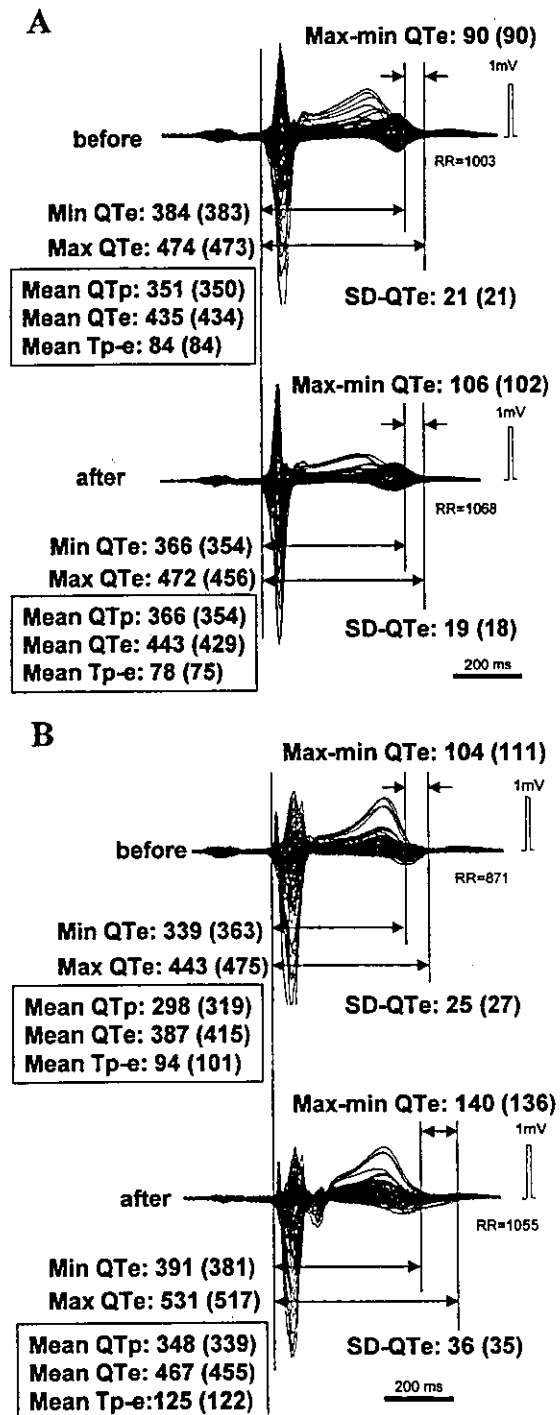 A
Max-min QTe: 90 (90)
1mV
before
RR=1003
Min QTe: 384 (383)
Max QTe: 474 (473)
Mean QTp: 351 (350)
Mean QTe: 435 (434)
Mean Tp-e: 84 (84)
SD-QTe: 21 (21)
Max-min QTe: 106 (102)
1mV
after
RR=1068
Min QTe: 366 (354)
Max QTe: 472 (456)
Mean QTp: 366 (354)
Mean QTe: 443 (429)
Mean Tp-e: 78 (75)
SD-QTe: 19 (18)
200 ms
B
Max-min QTe: 104 (111)
1mV
before
RR=871
Min QTe: 339 (363)
Max QTe: 443 (475)
Mean QTp: 298 (319)
Mean QTe: 387 (415)
Mean Tp-e: 94 (101)
SD-QTe: 25 (27)
Max-min QTe: 140 (136)
1mV
after
RR=1055
Min QTe: 391 (381)
Max QTe: 531 (517)
Mean QTp: 348 (339)
Mean QTe: 467 (455)
Mean Tp-e:125 (122)
SD-QTe: 36 (35)
200 ms